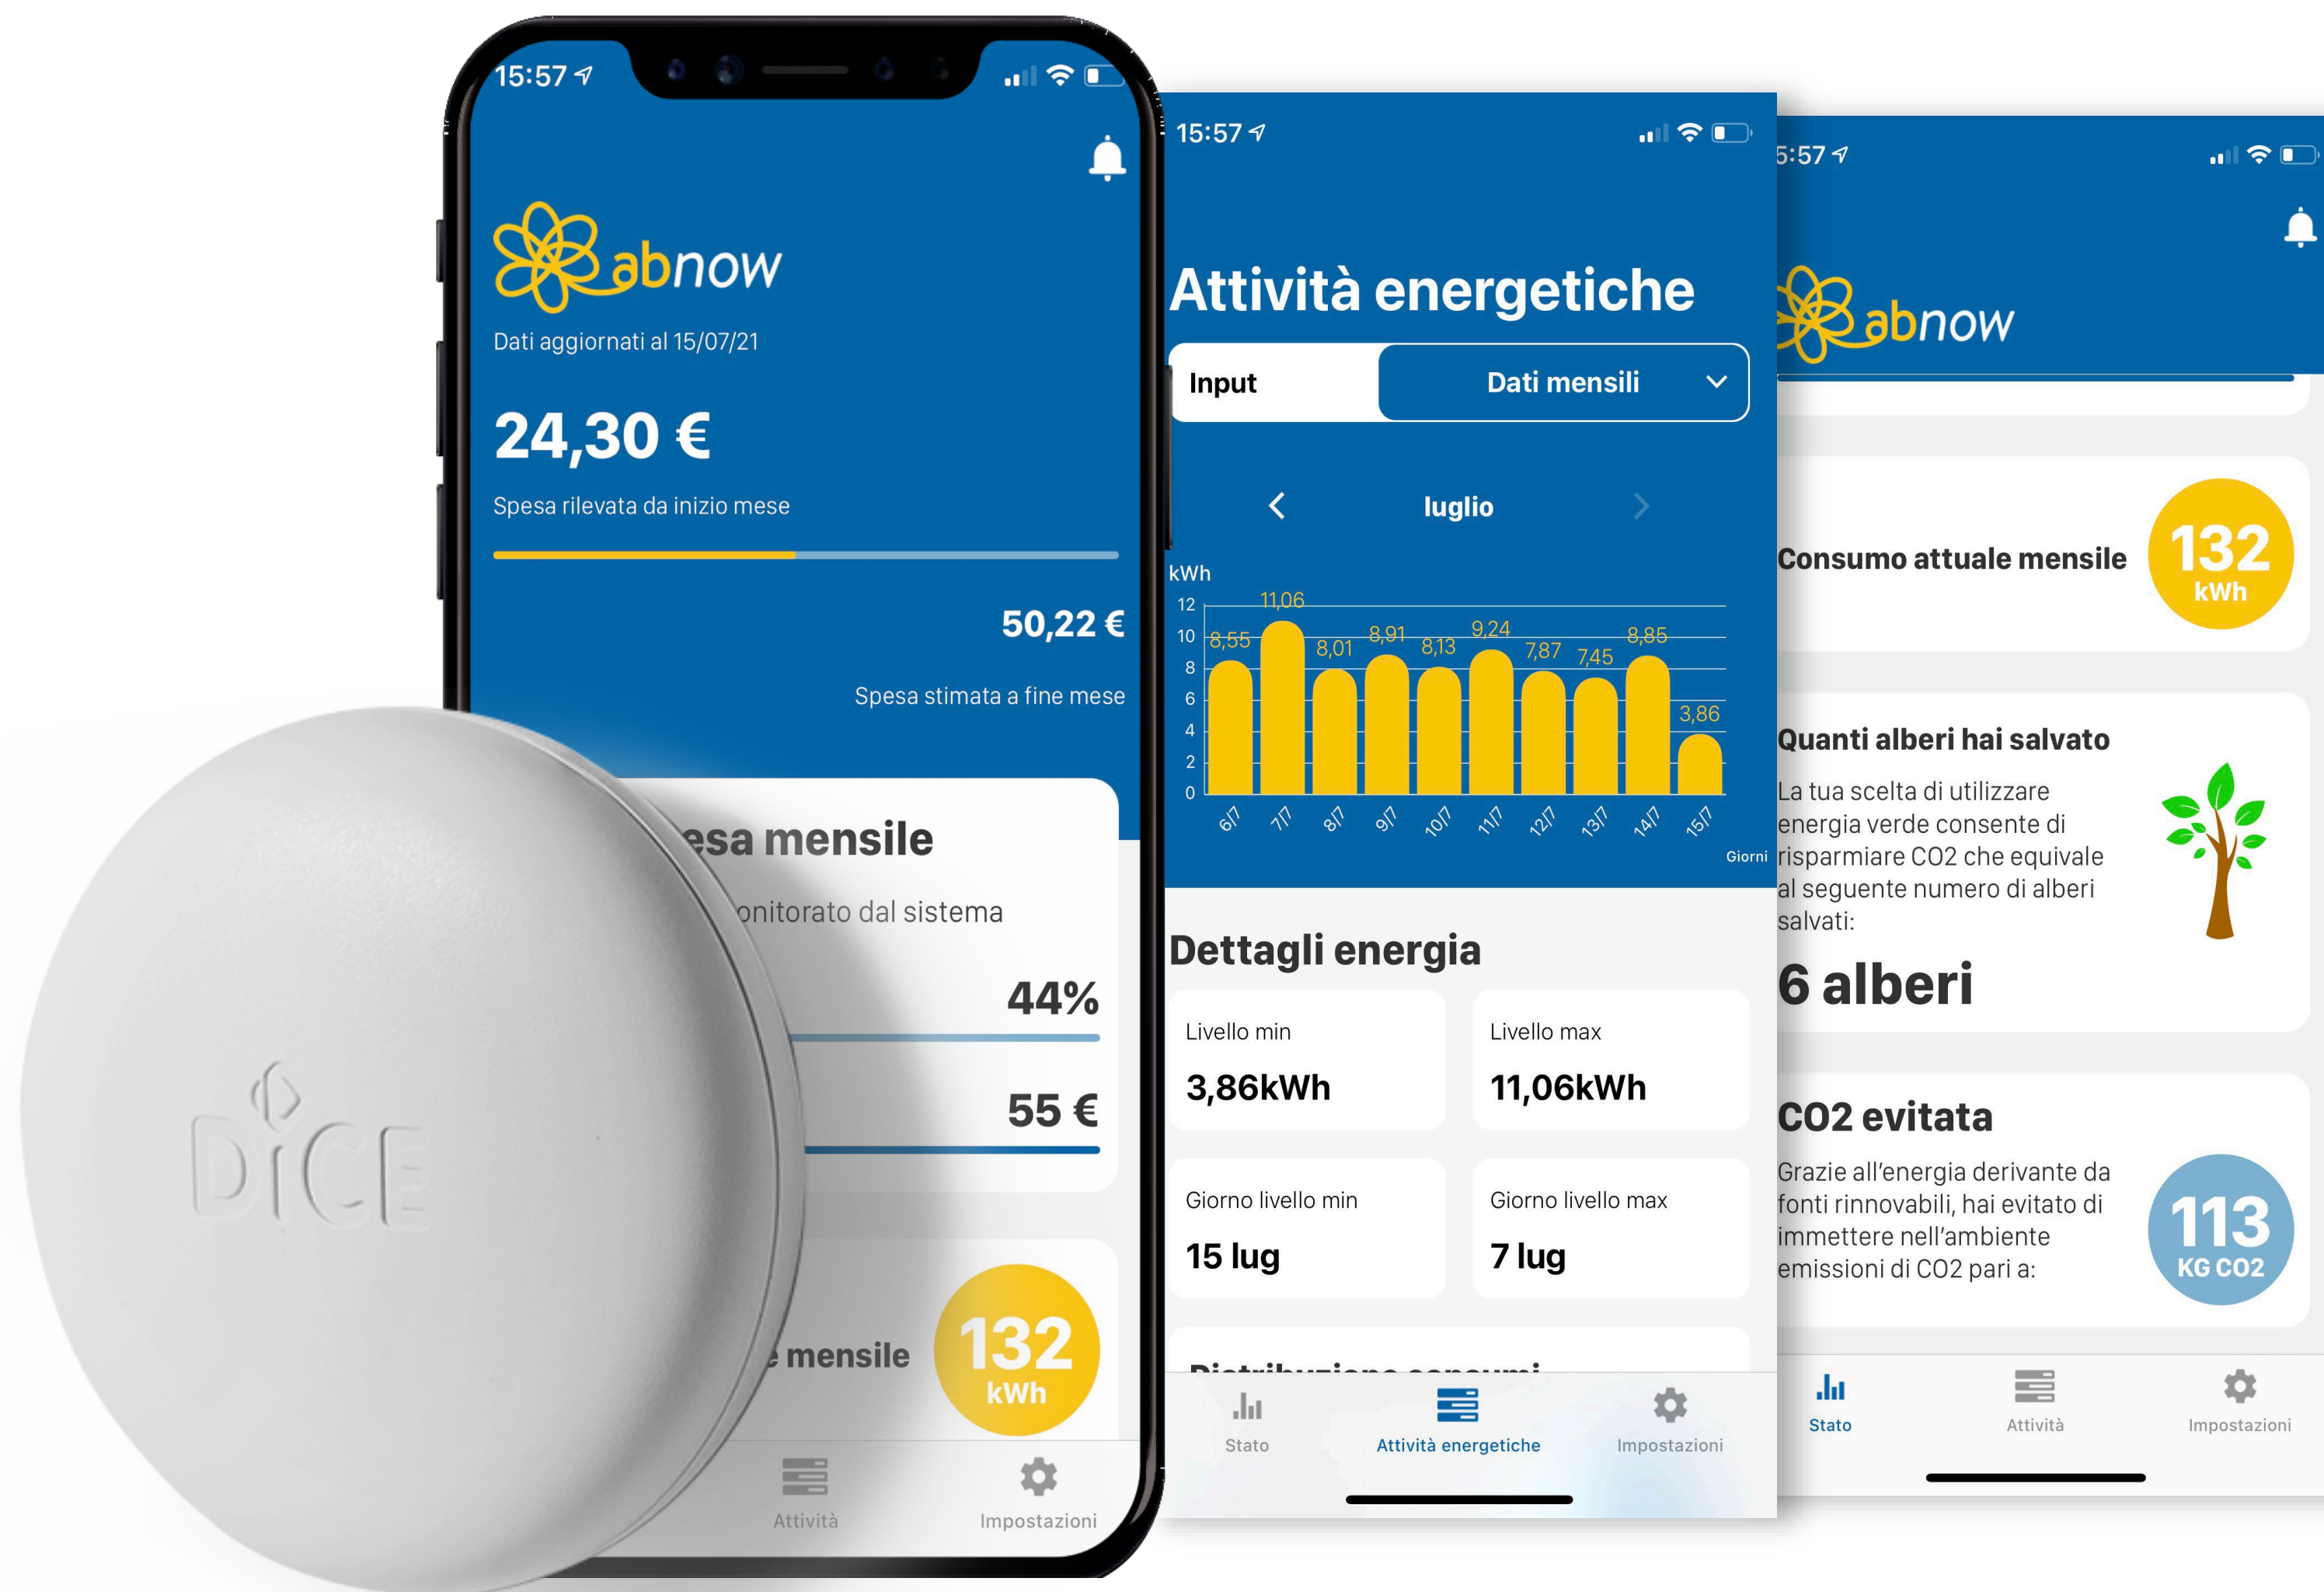 15:57
abnow
Dati aggiornati al 15/07/21
24,30 €
Spesa rilevata da inizio mese
50,22 €
Spesa stimata a fine mese
esa mensile
onitorato dal sistema
44%
55 €
mensile
132
kWh
Attività
Impostazioni
DiCE
15:57
Attività energetiche
Input
Dati mensili
luglio
kWh
12
10
8
6
4
2
0
8,55
11,06
8,01
8,91
8,13
9,24
7,87
7,45
8,85
3,86
6/7
7/7
8/7
9/7
10/7
11/7
12/7
13/7
14/7
15/7
Giorni
Dettagli energia
Livello min
3,86kWh
Livello max
11,06kWh
Giorno livello min
15 lug
Giorno livello max
7 lug
Distribuzione consumi
Stato
Attività energetiche
Impostazioni
5:57
abnow
Consumo attuale mensile
132
kWh
Quanti alberi hai salvato
La tua scelta di utilizzare
energia verde consente di
risparmiare CO2 che equivale
al seguente numero di alberi
salvati:
6 alberi
CO2 evitata
Grazie all'energia derivante da
fonti rinnovabili, hai evitato di
immettere nell'ambiente
emissioni di CO2 pari a:
113
KG CO2
Stato
Attività
Impostazioni